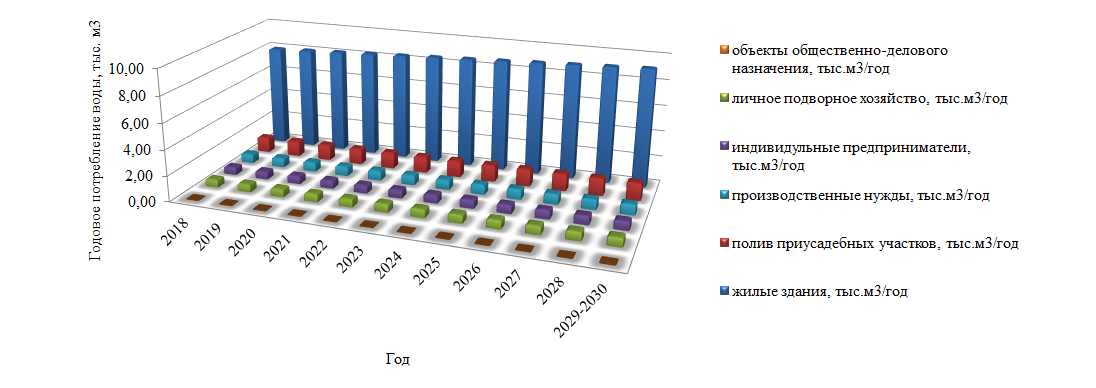 Годовое потребление воды, тыс. м3
10,00
8,00
6,00
4,00
2,00
0,00
2018
2019
2020
2021
2022
2023
2024
2025
2026
2027
2028
2029-2030
Год
объекты общественно-делового
назначения, тыс.м3/год
личное подворное хозяйство, тыс.м3/год
индивидульные предприниматели,
тыс.м3/год
производственные нужды, тыс.м3/год
полив приусадебных участков, тыс.м3/год
жилые здания, тыс.м3/год